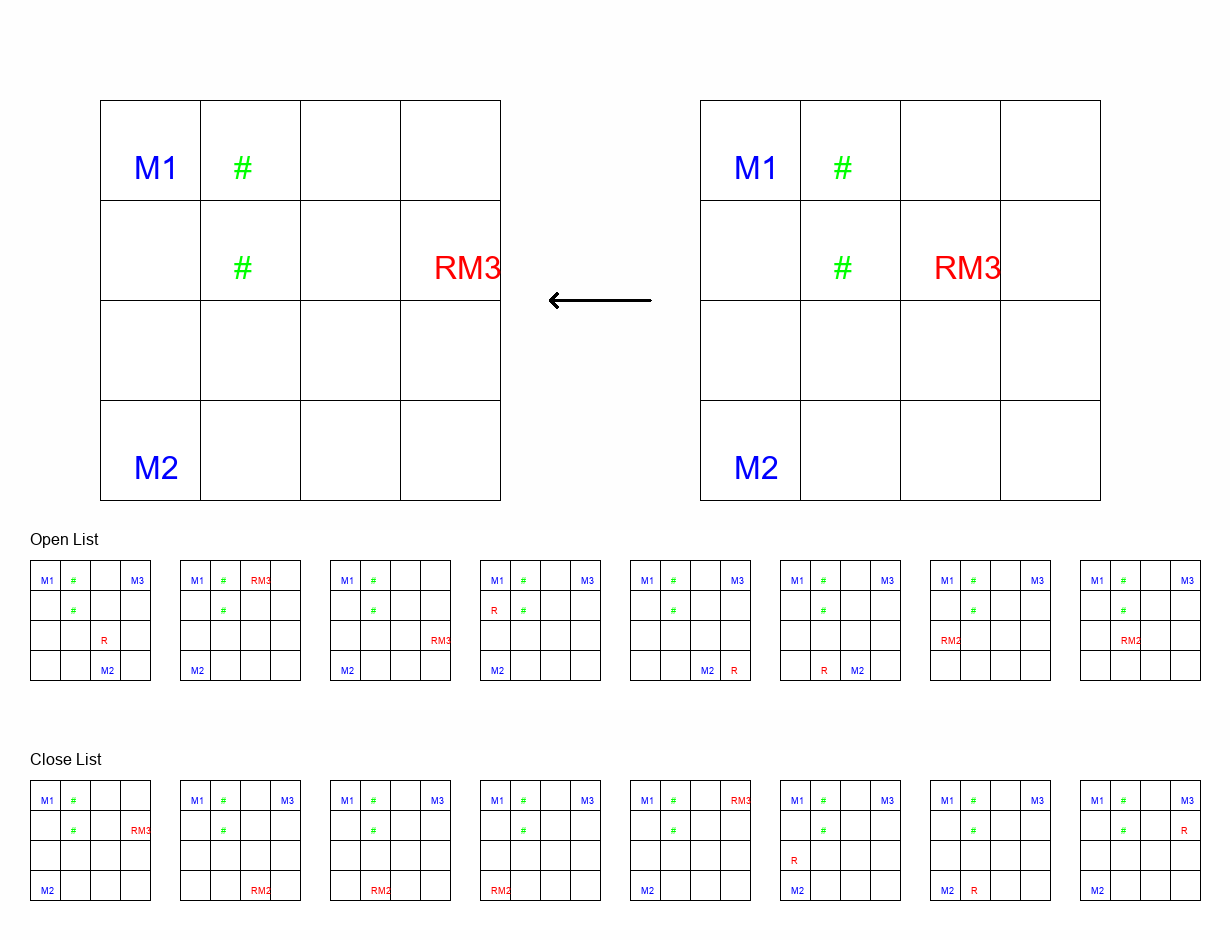 M1 # M1 #
# RM3 # RM3
M2 M2
Open List
M1 # M3 M1 # RM3 M1 # M1 # M3 M1 # M3 M1 # M3 M1 # M3 M1 # M3
# # # R # # # # #
R RM3 RM2 RM2
M2 M2 M2 M2 M2 R R M2
Close List
M1 # M1 # M3 M1 # M3 M1 # M3 M1 # RM3 M1 # M3 M1 # M3 M1 # M3
# RM3 # # # # # # # R
R
M2 RM2 RM2 RM2 M2 M2 M2 R M2